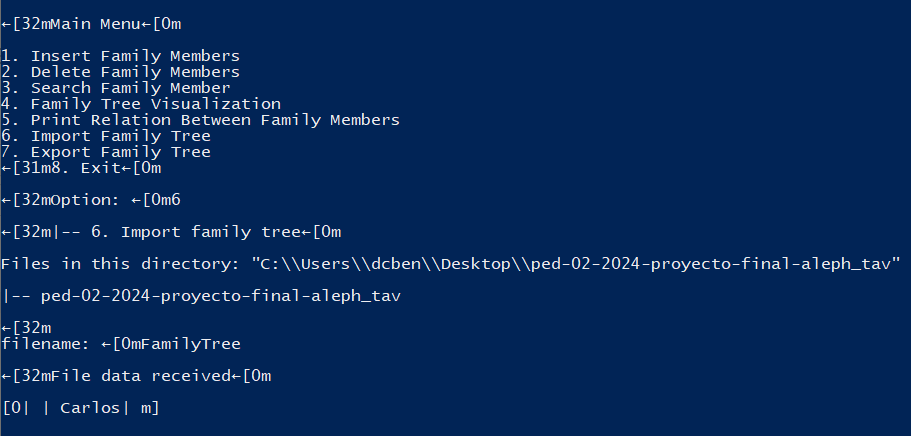 ←[32mMain Menu←[0m
1. Insert Family Members
2. Delete Family Members
3. Search Family Member
4. Family Tree Visualization
5. Print Relation Between Family Members
6. Import Family Tree
7. Export Family Tree
←[31m8. Exit←[0m
←[32mOption: ←[0m6
←[32m|-- 6. Import family tree←[0m
Files in this directory: "C:\\Users\\dcben\\Desktop\\ped-02-2024-proyecto-final-aleph_tav"
|-- ped-02-2024-proyecto-final-aleph_tav
←[32m
filename: ←[0mFamilyTree
←[32mFile data received←[0m
[0| | Carlos| m]